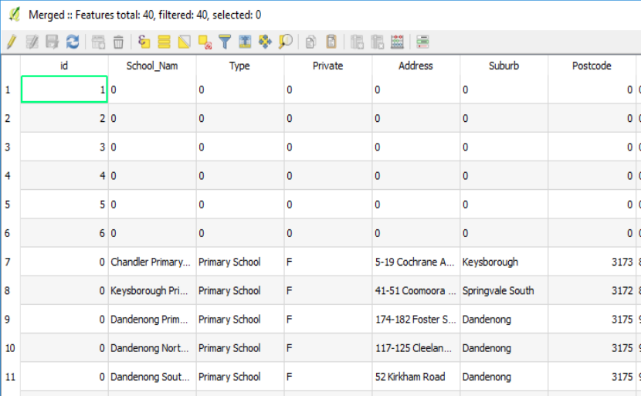 Merged :: Features total: 40, filtered: 40, selected: 0
id School_Nam Type Private Address Suburb Postcode
1 1 0 0 0 0 0 0 0
2 2 0 0 0 0 0 0
3 3 0 0 0 0 0 0 0
4 4 0 0 0 0 0 0 0
5 5 0 0 0 0 0 0 0
6 6 0 0 0 0 0 0 0
7 0 Chandler Primary... Primary School F 5-19 Cochrane A... Keysborough 3173
8 0 Keysborough Pri... Primary School F 41-51 Coomoora ... Springvale South 3172
9 0 Dandenong Prim... Primary School F 174-182 Foster S... Dandenong 3175
10 0 Dandenong Nort... Primary School F 117-125 Cleelan... Dandenong 3175
11 0 Dandenong Sout... Primary School F 52 Kirkham Road Dandenong 3175